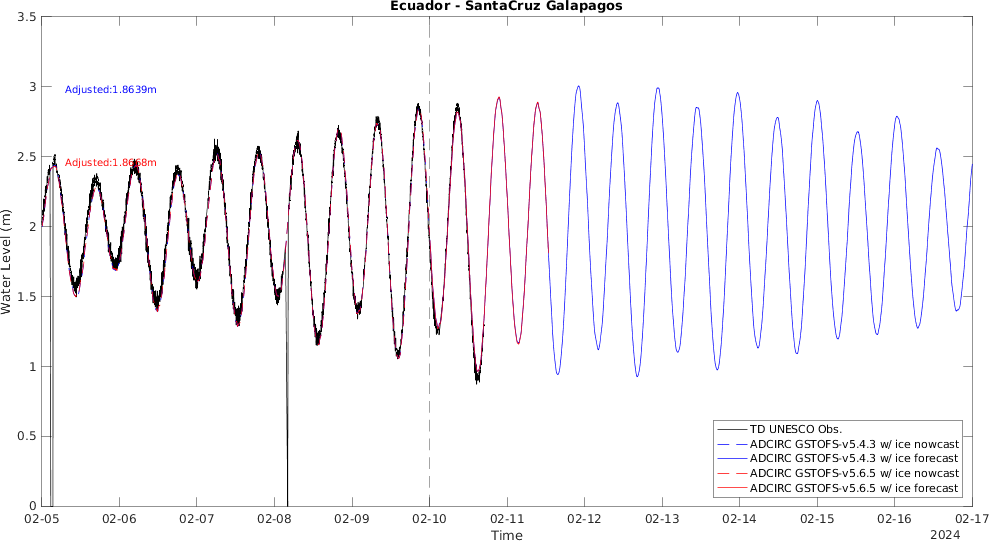 Ecuador - SantaCruz Galapagos
3.5
3
2.5
2
1.5
1
0.5
0
Water Level (m)
Adjusted:1.8639m
Adjusted:1.8668m
TD UNESCO Obs.
ADCIRC GSTOFS-v5.4.3 w/ ice nowcast
ADCIRC GSTOFS-v5.4.3 w/ ice forecast
ADCIRC GSTOFS-v5.6.5 w/ ice nowcast
ADCIRC GSTOFS-v5.6.5 w/ ice forecast
02-05 02-06 02-07 02-08 02-09 02-10 02-11 02-12 02-13 02-14 02-15 02-16 02-17
Time
2024